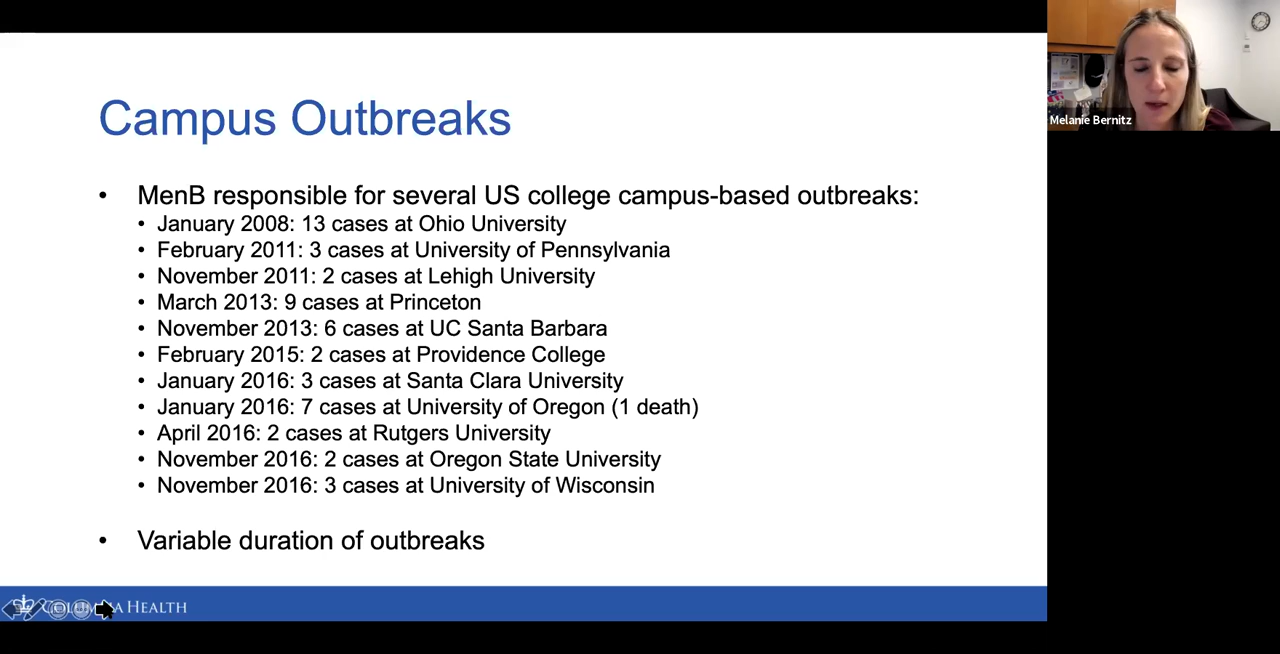 Campus Outbreaks
• MenB responsible for several US college campus-based outbreaks:
• January 2008: 13 cases at Ohio University
• February 2011: 3 cases at University of Pennsylvania
• November 2011: 2 cases at Lehigh University
• March 2013: 9 cases at Princeton
• November 2013: 6 cases at UC Santa Barbara
• February 2015: 2 cases at Providence College
• January 2016: 3 cases at Santa Clara University
• January 2016: 7 cases at University of Oregon (1 death)
• April 2016: 2 cases at Rutgers University
• November 2016: 2 cases at Oregon State University
• November 2016: 3 cases at University of Wisconsin
• Variable duration of outbreaks
COLUMBIA HEALTH
Melanie Bernitz